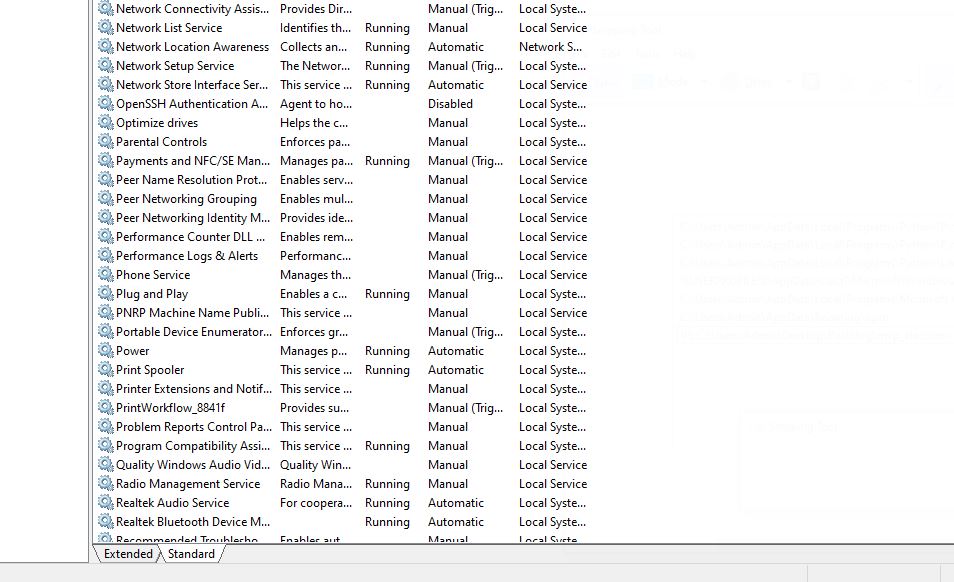 Network Connectivity Assis... Provides Dir... Manual (Trig... Local Syste...
Network List Service Identifies th... Running Manual Local Service
Network Location Awareness Collects an... Running Automatic Network S...
Network Setup Service The Networ... Running Manual (Trig... Local Syste...
Network Store Interface Ser... This service ... Running Automatic Local Service
OpenSSH Authentication A... Agent to ho... Disabled Local Syste...
Optimize drives Helps the c... Manual Local Syste...
Parental Controls Enforces pa... Manual Local Syste...
Payments and NFC/SE Man... Manages pa... Running Manual (Trig... Local Service
Peer Name Resolution Prot... Enables serv... Manual Local Service
Peer Networking Grouping Enables mul... Manual Local Service
Peer Networking Identity M... Provides ide... Manual Local Service
Performance Counter DLL ... Enables rem... Manual Local Service
Performance Logs & Alerts Performanc... Manual Local Service
Phone Service Manages th... Manual (Trig... Local Service
Plug and Play Enables a c... Running Manual Local Syste...
PNRP Machine Name Publi... This service ... Manual Local Service
Portable Device Enumerator... Enforces gr... Manual (Trig... Local Syste...
Power Manages p... Running Automatic Local Syste...
Print Spooler This service ... Running Automatic Local Syste...
Printer Extensions and Notif... This service ... Manual Local Syste...
PrintWorkflow_8841f Provides su... Manual (Trig... Local Syste...
Problem Reports Control Pa... This service ... Manual Local Syste...
Program Compatibility Assi... This service ... Running Manual Local Syste...
Quality Windows Audio Vid... Quality Win... Manual Local Service
Radio Management Service Radio Mana... Running Manual Local Service
Realtek Audio Service For coopera... Running Automatic Local Syste...
Realtek Bluetooth Device M... Running Automatic Local Syste...
Recommended Troublesho... Enables aut... Manual Local Syste...
Extended Standard